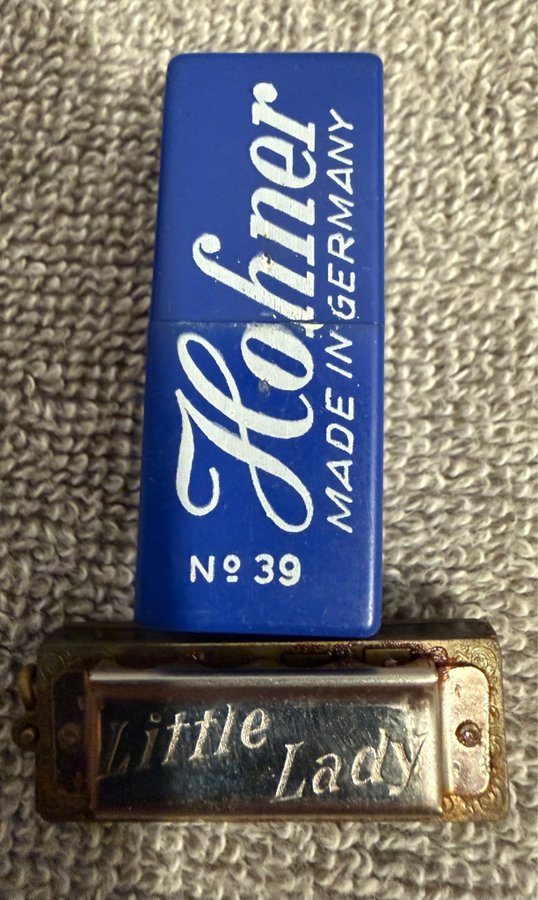 Hohner
MADE IN GERMANY
Nº 39
Little
Lady